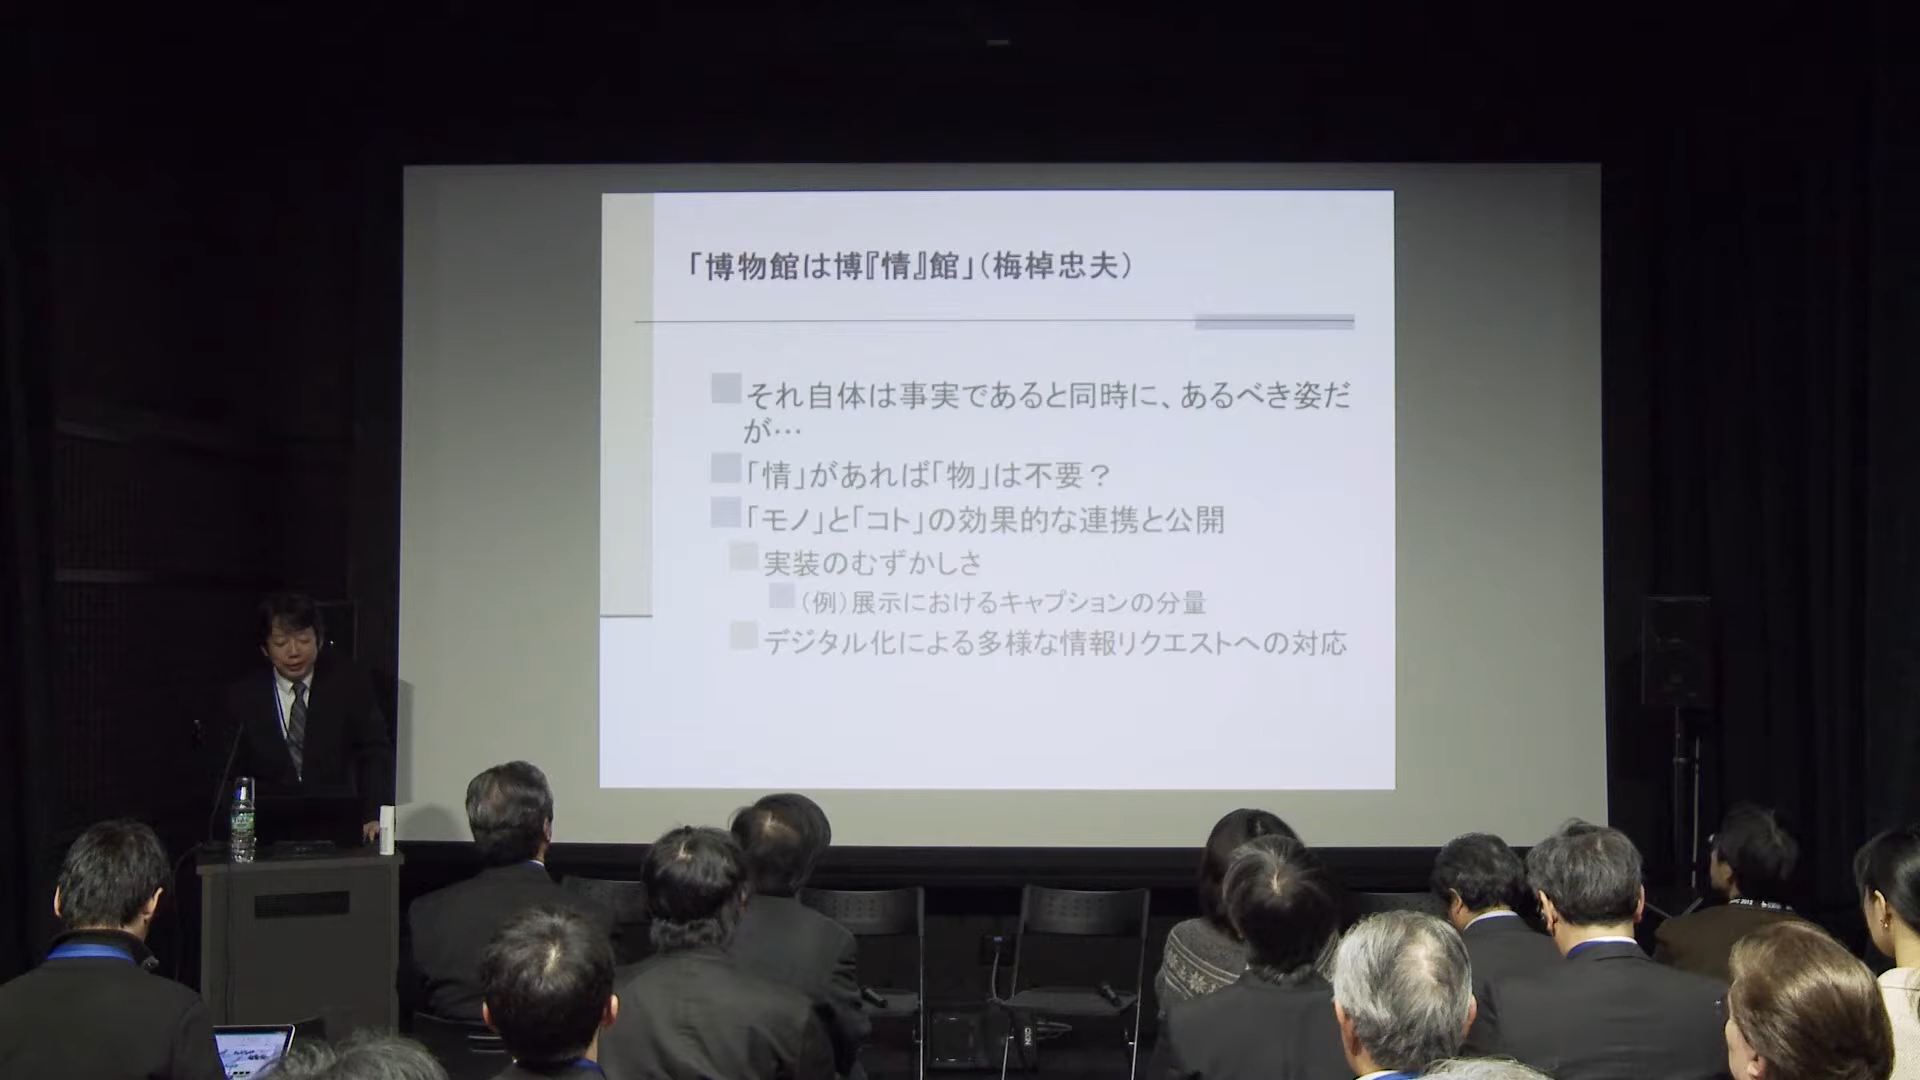 「博物館は博『情』館」(梅棹忠夫)
それ自体は事実であると同時に、あるべき姿だ
が…
「情」があれば「物」は不要？
「モノ」と「コト」の効果的な連携と公開
実装のむずかしさ
(例)展示におけるキャプションの分量
デジタル化による多様な情報リクエストへの対応